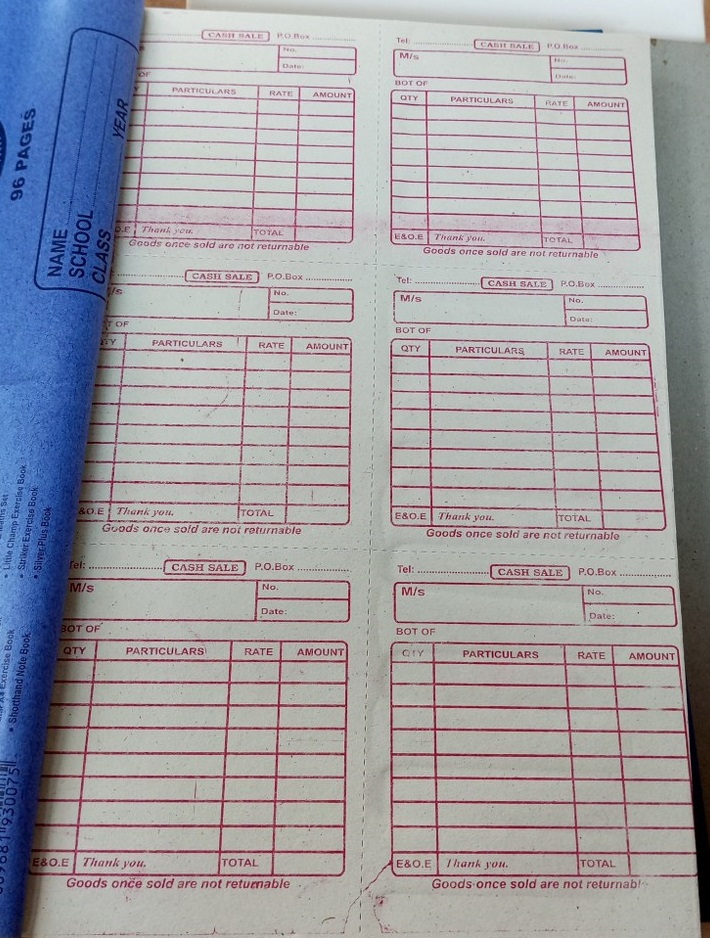 96 PAGES
NAME
SCHOOL
CLASS YEAR
Little Champ Exercise Book
• Striker Exercise Book
• Silver Plus Book
Exercise Book
• Shorthand Note Book
CASH SALE P.O.Box
No.
Date:
OF
PARTICULARS RATE AMOUNT
Thank you. TOTAL
Goods once sold are not returnable
Tel: CASH SALE P.O.Box
M/s No.
Date:
BOT OF
QTY PARTICULARS RATE AMOUNT
E&O.E Thank you. TOTAL
Goods once sold are not returnable
CASH SALE P.O.Box
No.
Date:
OF
PARTICULARS RATE AMOUNT
&O.E Thank you. TOTAL
Goods once sold are not returnable
Tel: CASH SALE P.O.Box
M/s No.
Date:
BOT OF
QTY PARTICULARS RATE AMOUNT
E&O.E Thank you. TOTAL
Goods once sold are not returnable
Tel: CASH SALE P.O.Box
M/s No.
Date:
BOT OF
QTY PARTICULARS RATE AMOUNT
E&O.E Thank you. TOTAL
Goods once sold are not returnable
Tel: CASH SALE P.O.Box
M/s No.
Date:
BOT OF
QTY PARTICULARS RATE AMOUNT
E&O.E Thank you. TOTAL
Goods once sold are not returnabl